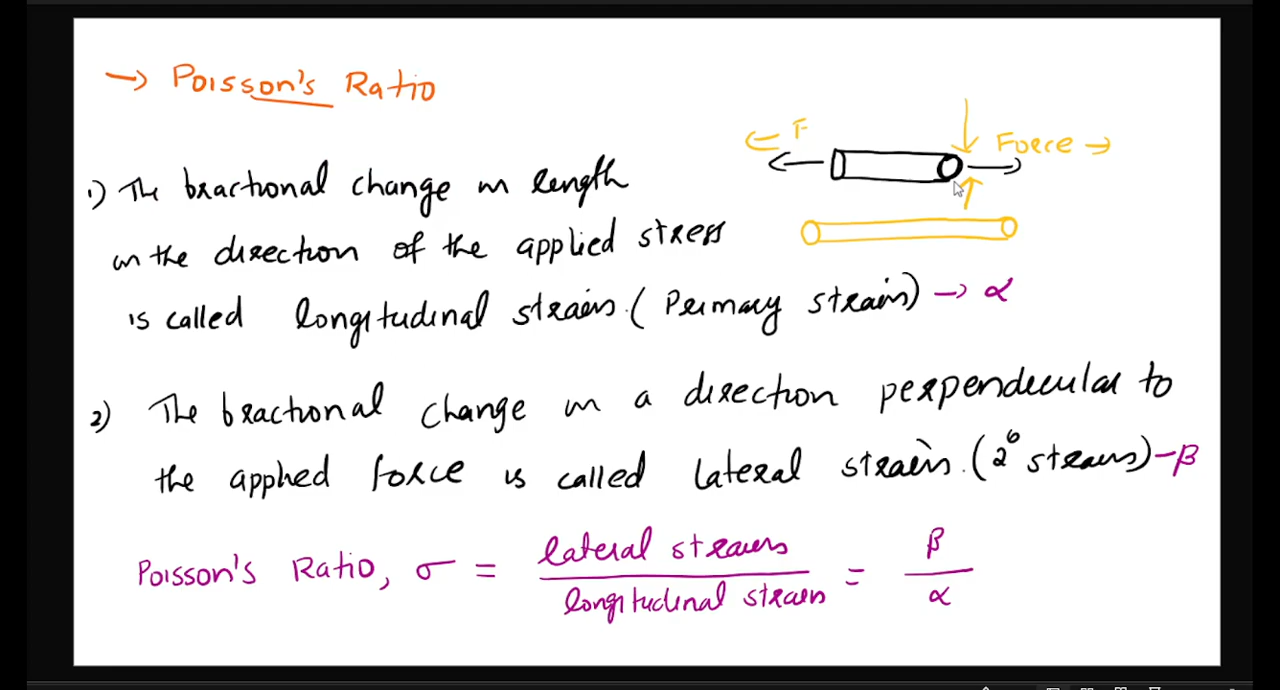 → Poisson's Ratio
← F
Force →
1) The fractional change in length
in the direction of the applied stress
is called longitudinal strain. (Primary strain) → α
2) The fractional change in a direction perpendicular to
the applied force is called lateral strain. (2° strain) - β
Poisson's Ratio, σ = lateral strain / longitudinal strain = β / α